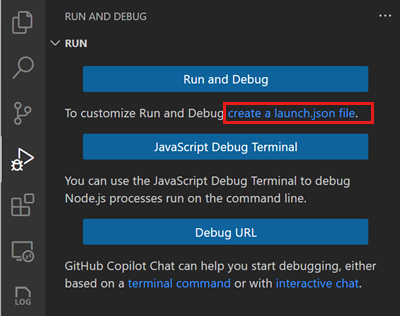 RUN AND DEBUG
RUN
Run and Debug
To customize Run and Debug create a launch.json file.
JavaScript Debug Terminal
You can use the JavaScript Debug Terminal to debug
Node.js processes run on the command line.
Debug URL
GitHub Copilot Chat can help you start debugging, either
based on a terminal command or with interactive chat.
LOG